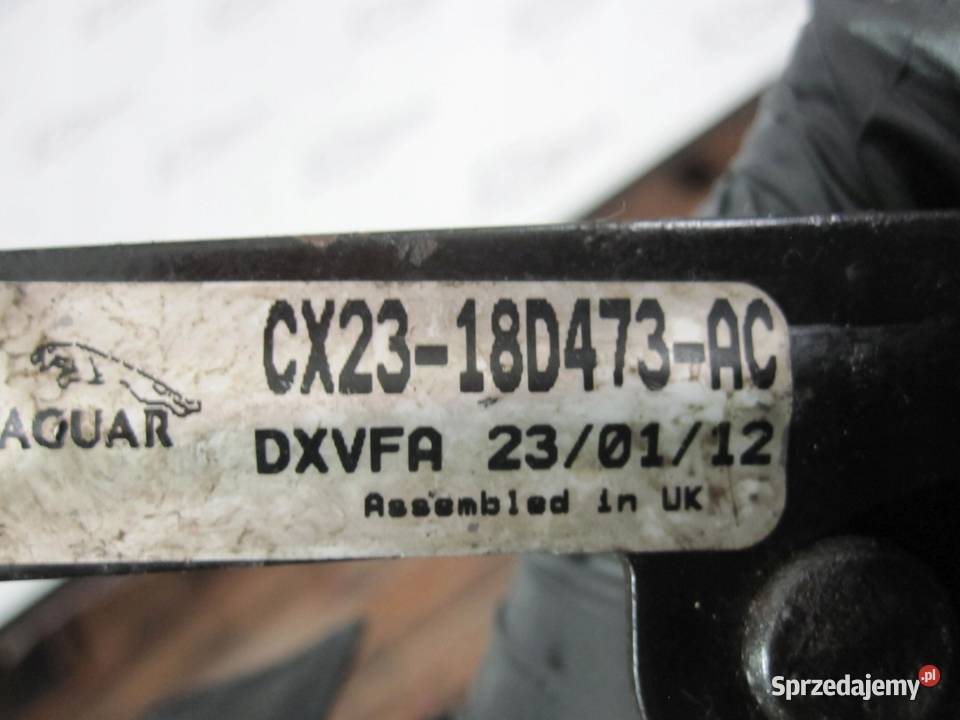 CX23-18D473-AC
AGUAR
DXVFA 23/01/12
Assembled in UK
Sprzedajemy.pl